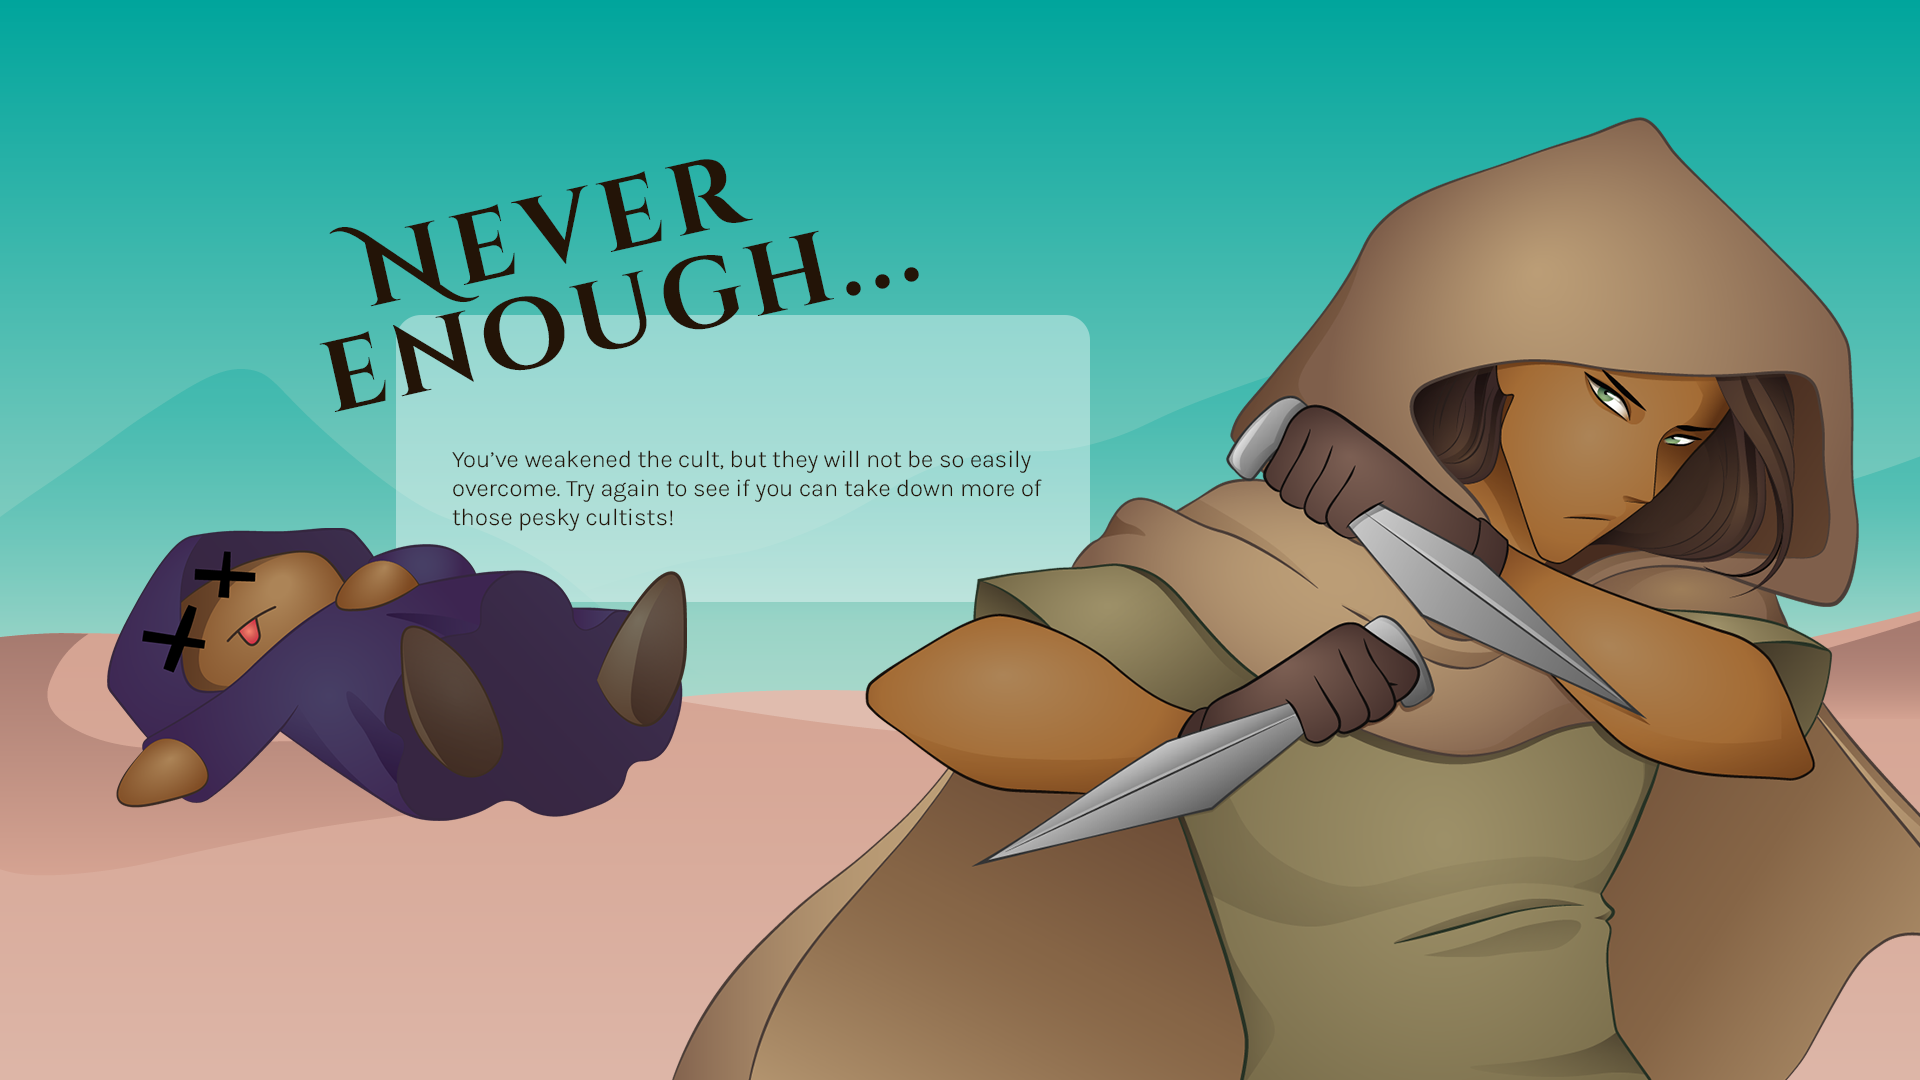 Never
enough...
You’ve weakened the cult, but they will not be so easily
overcome. Try again to see if you can take down more of
those pesky cultists!